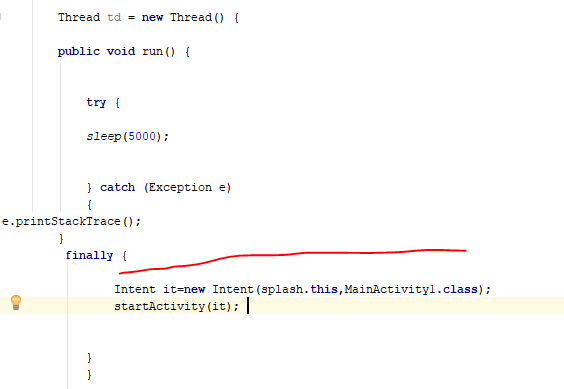 Thread td = new Thread() {
public void run() {
try {
sleep(5000);
} catch (Exception e)
{
e.printStackTrace();
}
finally {
Intent it=new Intent(splash.this,MainActivity1.class);
startActivity(it);
}
}